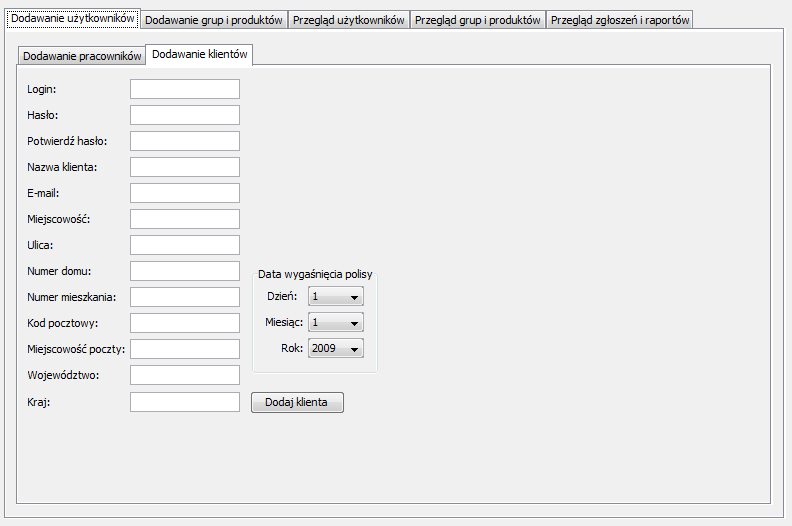 Dodawanie użytkowników Dodawanie grup i produktów Przegląd użytkowników Przegląd grup i produktów Przegląd zgłoszeń i raportów
Dodawanie pracowników Dodawanie klientów
Login:
Hasło:
Potwierdź hasło:
Nazwa klienta:
E-mail:
Miejscowość:
Ulica:
Numer domu:
Numer mieszkania:
Kod pocztowy:
Miejscowość poczty:
Województwo:
Kraj:
Data wygaśnięcia polisy
Dzień: 1
Miesiąc: 1
Rok: 2009
Dodaj klienta